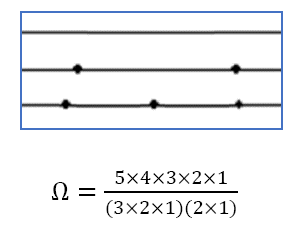 Ω = 5×4×3×2×1 / (3×2×1)(2×1)